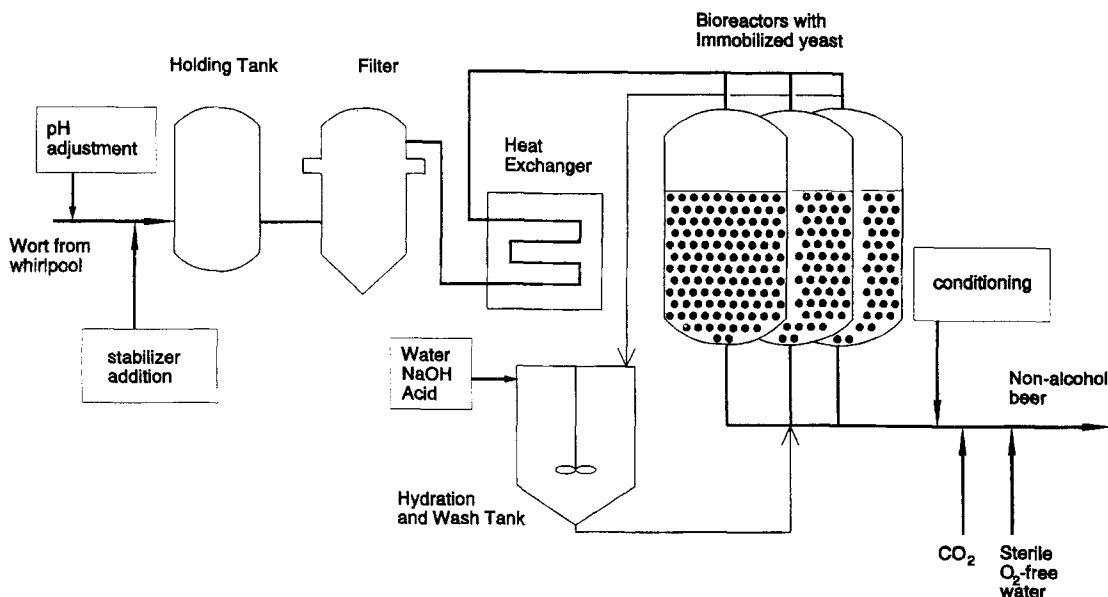 Bioreactors with
Immobilized yeast
Holding Tank
Filter
pH
adjustment
Heat
Exchanger
Wort from
whirlpool
conditioning
stabilizer
addition
Water
NaOH
Acid
Non-alcohol
beer
Hydration
and Wash Tank
CO₂
Sterile
O₂-free
water